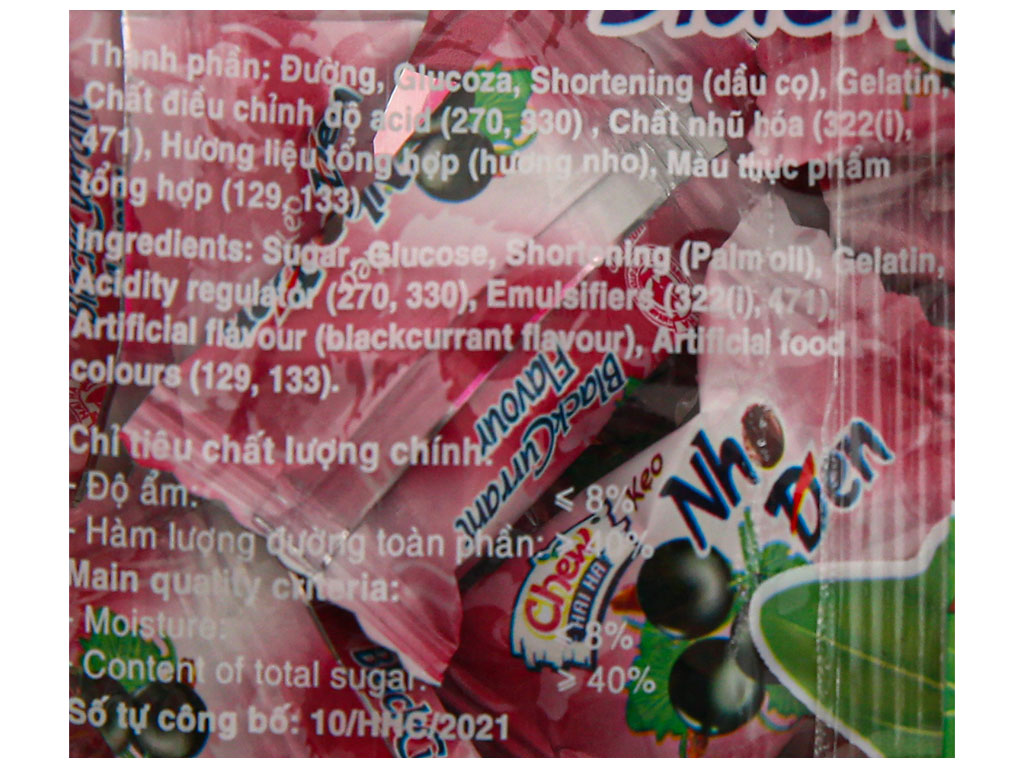 Thành phần: Đường, Glucoza, Shortening (dầu cọ), Gelatin,
Chất điều chỉnh độ acid (270, 330) , Chất nhũ hóa (322(i),
471), Hương liệu tổng hợp (hương nho), Màu thực phẩm
tổng hợp (129, 133)
Ingredients: Sugar, Glucose, Shortening (Palm oil), Gelatin,
Acidity regulator (270, 330), Emulsifiers (322(i), 471),
Artificial flavour (blackcurrant flavour), Artificial food
colours (129, 133).
Chỉ tiêu chất lượng chính:
- Độ ẩm: ⩽ 8%
- Hàm lượng đường toàn phần: ⩾ 40%
Main quality criteria:
- Moisture: ⩽ 8%
- Content of total sugar: ⩾ 40%
Số tự công bố: 10/HHC/2021
BlackCurrant
Flavour
Kẹo
Nho
Đen
Chew
HẢI HÀ